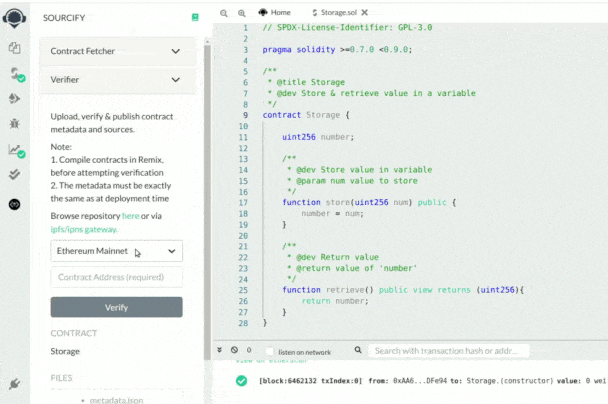 SOURCIFY
Contract Fetcher
Verifier
Upload, verify & publish contract
metadata and sources.
Note:
1. Compile contracts in Remix,
before attempting verification
2. The metadata must be exactly
the same as at deployment time
Browse repository here or via
ipfs/ipns gateway.
Ethereum Mainnet
Contract Address (required)
Verify
CONTRACT
Storage
FILES
metadata.json
Home
Storage.sol
1 // SPDX-License-Identifier: GPL-3.0
2
3 pragma solidity >=0.7.0 <0.9.0;
4
5 /**
6 * @title Storage
7 * @dev Store & retrieve value in a variable
8 */
9 contract Storage {
10
11 uint256 number;
12
13 /**
14 * @dev Store value in variable
15 * @param num value to store
16 */
17 function store(uint256 num) public {
18 number = num;
19 }
20
21 /**
22 * @dev Return value
23 * @return value of 'number'
24 */
25 function retrieve() public view returns (uint256){
26 return number;
27 }
28 }
0
listen on network
Search with transaction hash or addr...
view on etherscan
[block:6462132 txIndex:0] from: 0xAA6...DFe94 to: Storage.(constructor) value: 0 wei